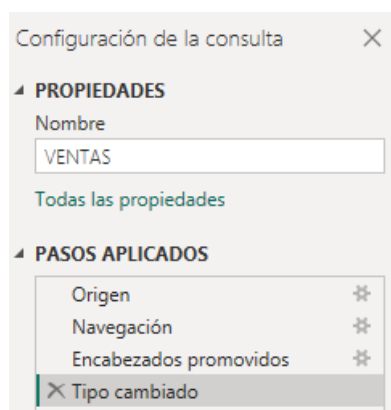 Configuración de la consulta
PROPIEDADES
Nombre
VENTAS
Todas las propiedades
PASOS APLICADOS
Origen
Navegación
Encabezados promovidos
Tipo cambiado